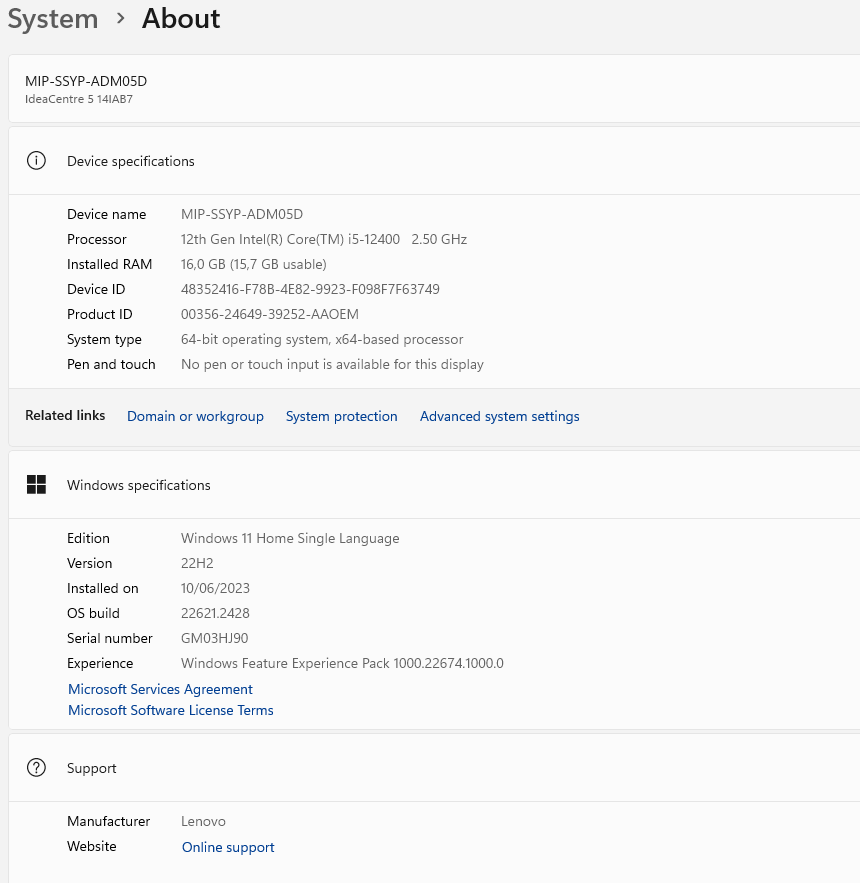 System > About
MIP-SSYP-ADM05D
IdeaCentre 5 14IAB7
Device specifications
Device name MIP-SSYP-ADM05D
Processor 12th Gen Intel(R) Core(TM) i5-12400 2.50 GHz
Installed RAM 16,0 GB (15,7 GB usable)
Device ID 48352416-F78B-4E82-9923-F098F7F63749
Product ID 00356-24649-39252-AAOEM
System type 64-bit operating system, x64-based processor
Pen and touch No pen or touch input is available for this display
Related links Domain or workgroup System protection Advanced system settings
Windows specifications
Edition Windows 11 Home Single Language
Version 22H2
Installed on 10/06/2023
OS build 22621.2428
Serial number GM03HJ90
Experience Windows Feature Experience Pack 1000.22674.1000.0
Microsoft Services Agreement
Microsoft Software License Terms
Support
Manufacturer Lenovo
Website Online support